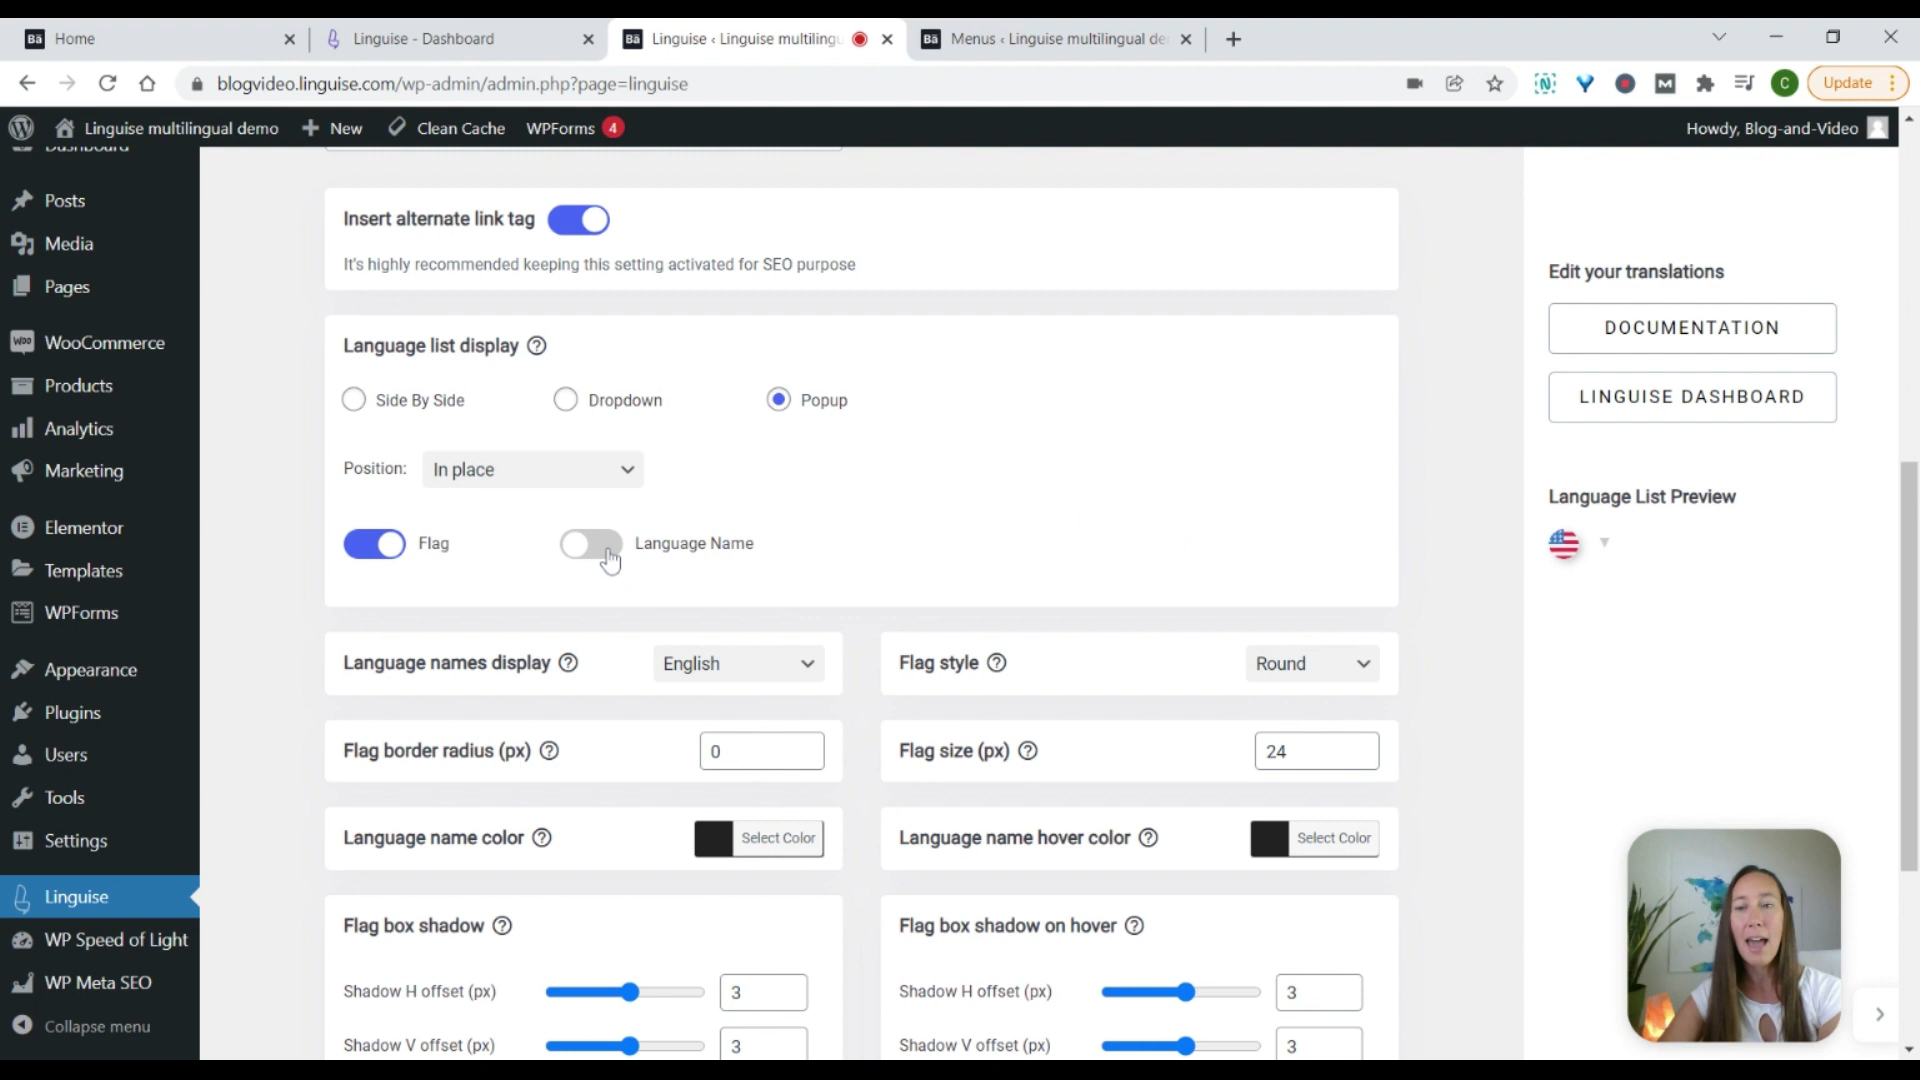 Bā Home
Linguise - Dashboard
Bā Linguise ‹ Linguise multilingu
Bā Menus ‹ Linguise multilingual de
blogvideo.linguise.com/wp-admin/admin.php?page=linguise
C
Update
Linguise multilingual demo
New
Clean Cache
WPForms 4
Howdy, Blog-and-Video
Dashboard
Posts
Media
Pages
WooCommerce
Products
Analytics
Marketing
Elementor
Templates
WPForms
Appearance
Plugins
Users
Tools
Settings
Linguise
WP Speed of Light
WP Meta SEO
Collapse menu
Insert alternate link tag
It's highly recommended keeping this setting activated for SEO purpose
Language list display
Side By Side
Dropdown
Popup
Position: In place
Flag
Language Name
Language names display English
Flag style Round
Flag border radius (px) 0
Flag size (px) 24
Language name color Select Color
Language name hover color Select Color
Flag box shadow
Flag box shadow on hover
Shadow H offset (px) 3
Shadow H offset (px) 3
Shadow V offset (px) 3
Shadow V offset (px) 3
Edit your translations
DOCUMENTATION
LINGUISE DASHBOARD
Language List Preview